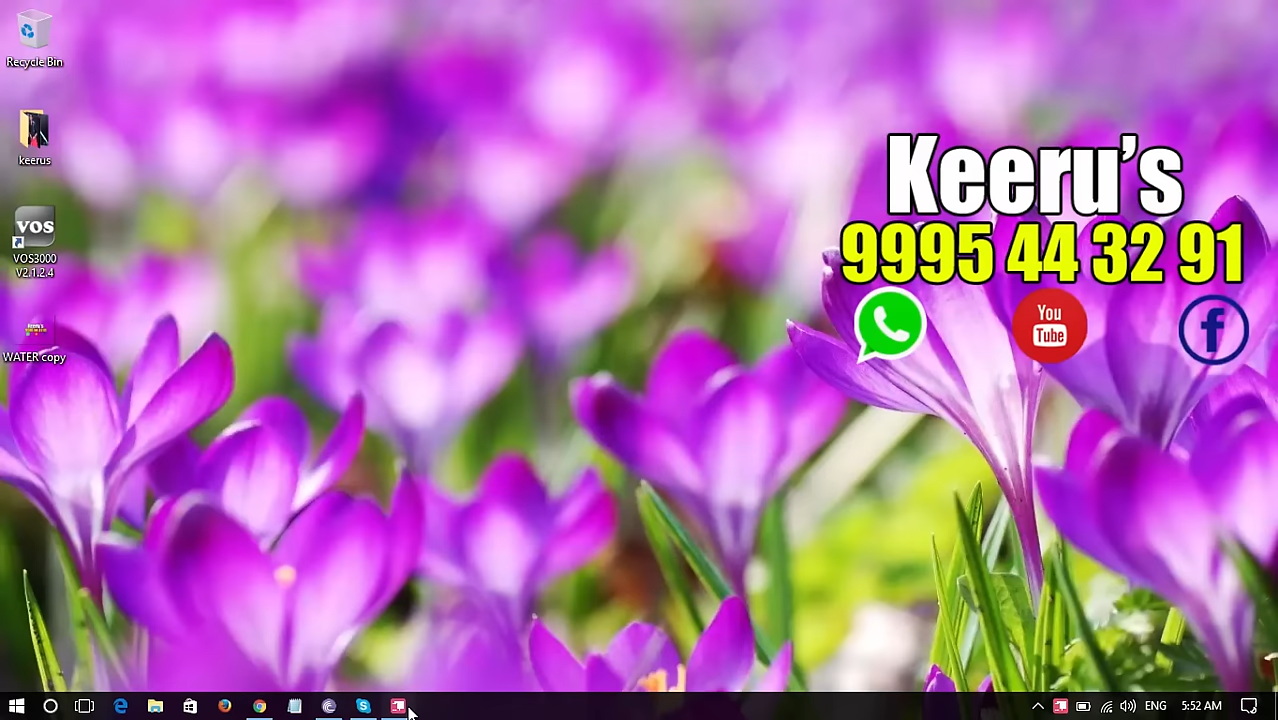 Recycle Bin
keerus
VOS
VOS3000
V2.1.2.4
WATER copy
Keeru's
9995 44 32 91
You
Tube
f
ENG
5:52 AM